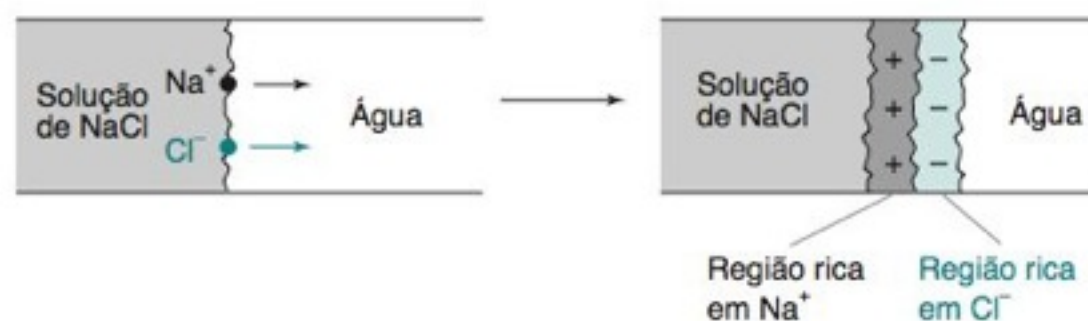 Solução
de NaCl
Na⁺
Cl⁻
Água
Solução
de NaCl
+ −
+ −
+ −
Água
Região rica
em Na⁺
Região rica
em Cl⁻